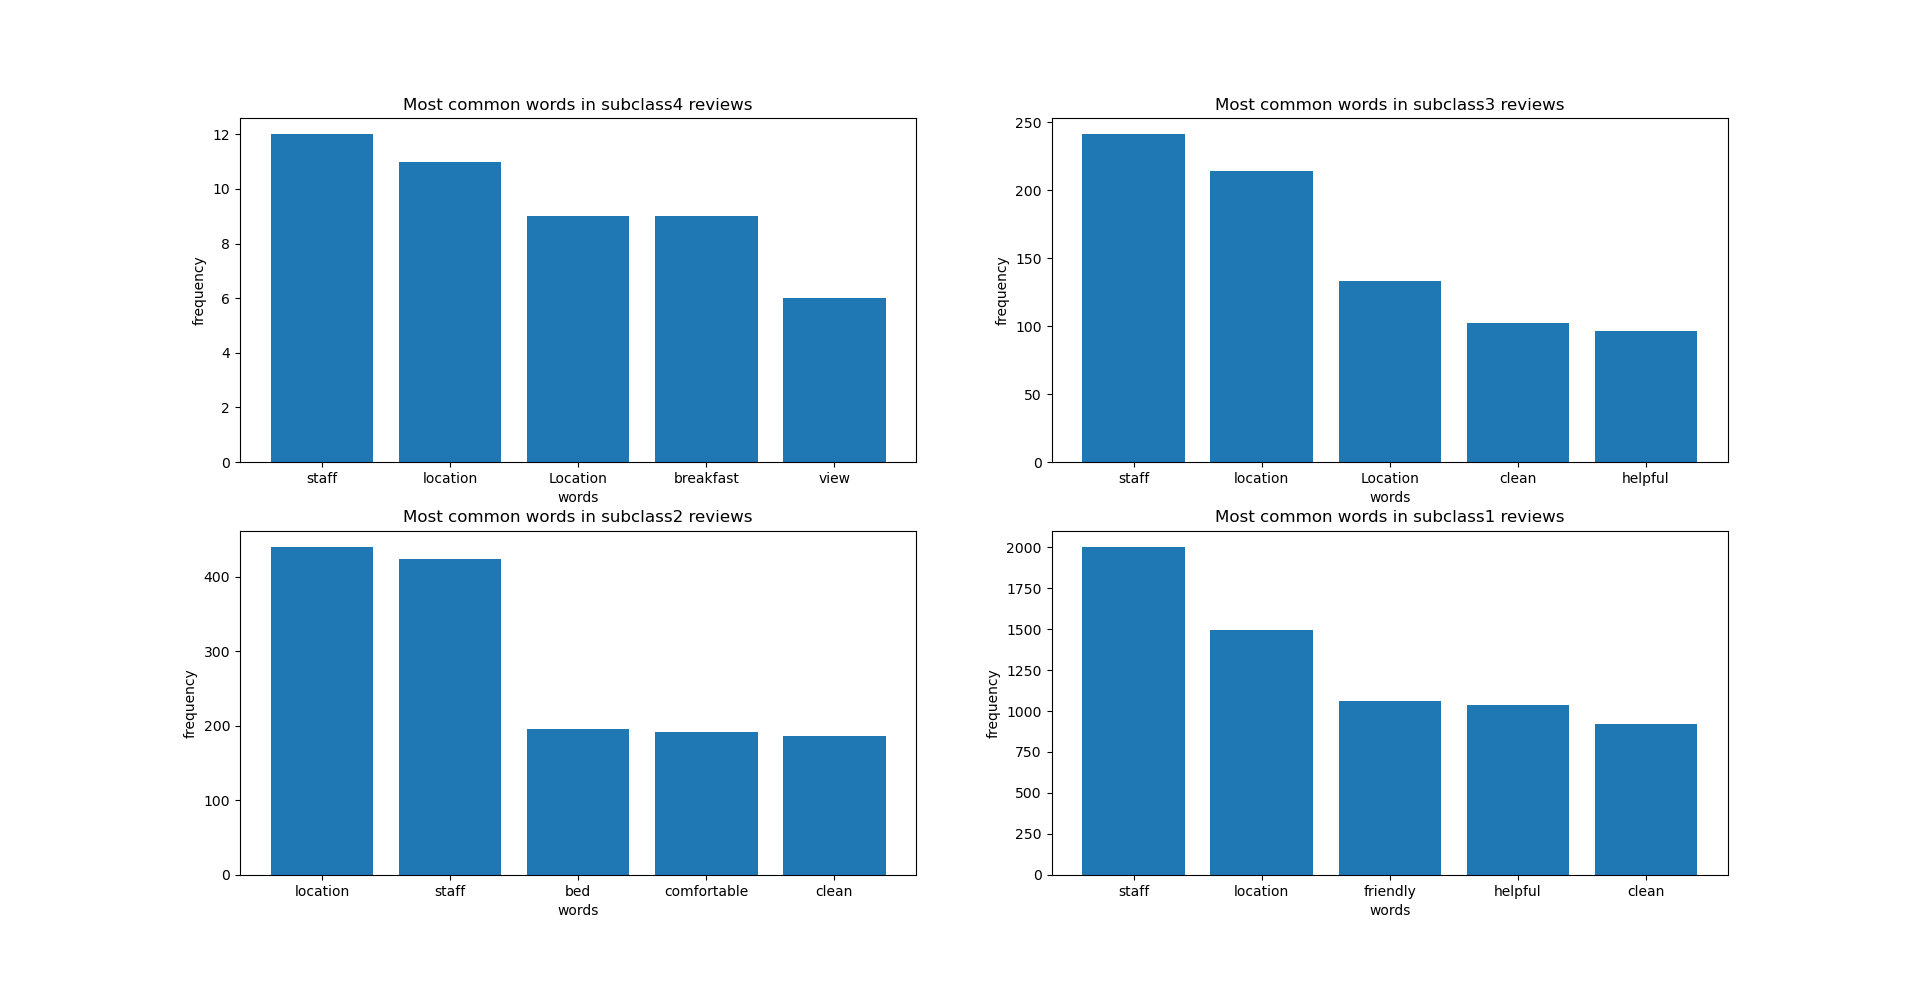 Most common words in subclass4 reviews
12
10
8
6
4
2
0
frequency
staff location Location breakfast view
words
Most common words in subclass3 reviews
250
200
150
100
50
0
frequency
staff location Location clean helpful
words
Most common words in subclass2 reviews
400
300
200
100
0
frequency
location staff bed comfortable clean
words
Most common words in subclass1 reviews
2000
1750
1500
1250
1000
750
500
250
0
frequency
staff location friendly helpful clean
words